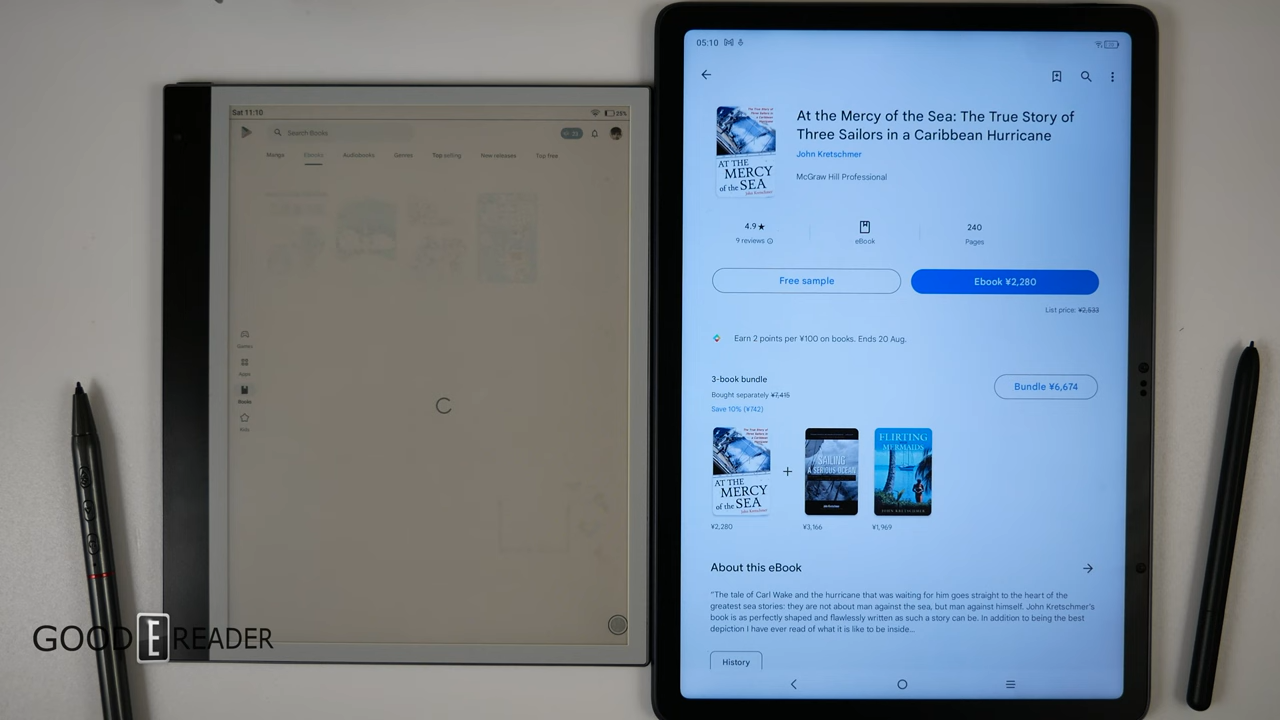 Sat 11:10
25%
Search Books
Manga
Comics
Audiobooks
Genres
Top selling
New releases
Top free
Games
Apps
Books
Kids
GOOD E READER
05:10
At the Mercy of the Sea: The True Story of
Three Sailors in a Caribbean Hurricane
John Kretschmer
McGraw Hill Professional
AT THE
MERCY
of the SEA
John Kretschmer
4.9★
9 reviews
eBook
240
Pages
Free sample
Ebook ¥2,280
List price: ¥2,533
Earn 2 points per ¥100 on books. Ends 20 Aug.
3-book bundle
Bought separately ¥7,415
Save 10% (¥742)
Bundle ¥6,674
AT THE
MERCY
of the SEA
+
SAILING
A SERIOUS OCEAN
FLIRTING
MERMAIDS
JOHN KRETSCHMER
¥2,280
¥3,166
¥1,969
About this eBook
"The tale of Carl Wake and the hurricane that was waiting for him goes straight to the heart of the
greatest sea stories: they are not about man against the sea, but man against himself. John Kretschmer's
book is as perfectly shaped and flawlessly written as such a story can be. In addition to being the best
depiction I have ever read of what it is like to be inside...
History